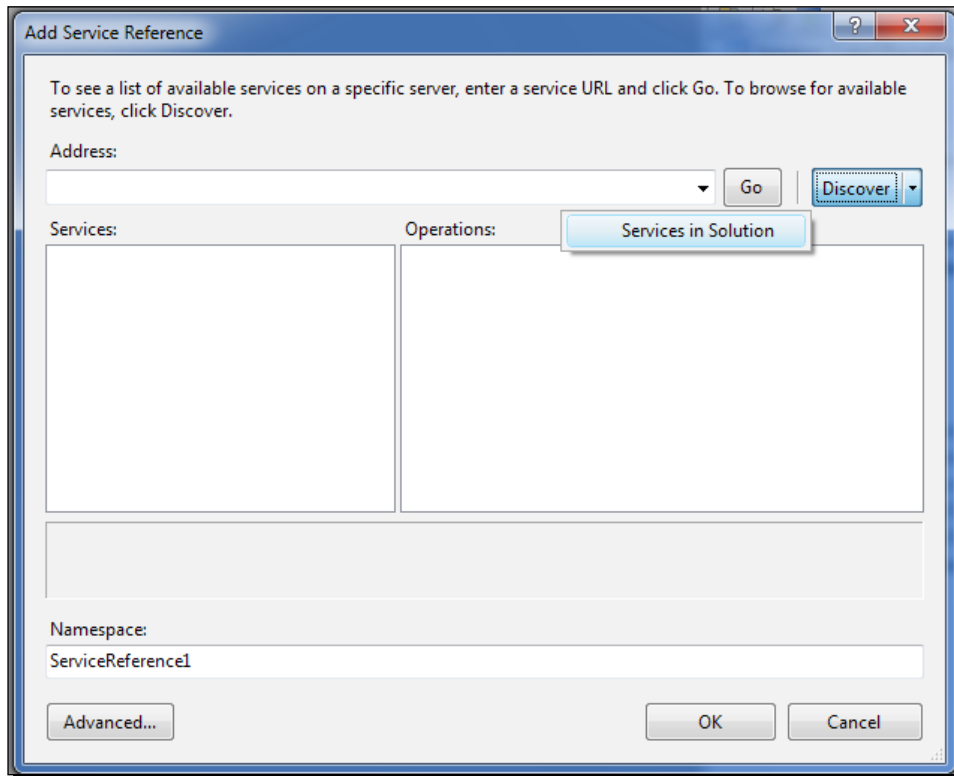 Add Service Reference
To see a list of available services on a specific server, enter a service URL and click Go. To browse for available
services, click Discover.
Address:
Go
Discover
Services:
Operations:
Services in Solution
Namespace:
ServiceReference1
Advanced...
OK
Cancel